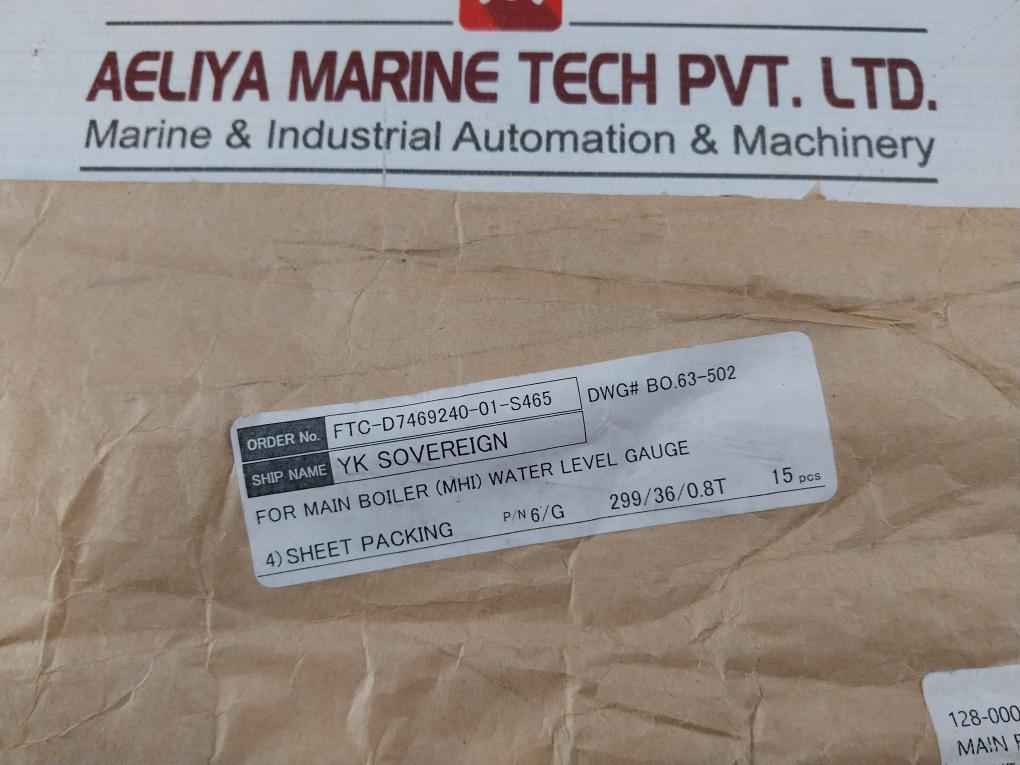 AELIYA MARINE TECH PVT. LTD.
Marine & Industrial Automation & Machinery
ORDER No. FTC-D7469240-01-S465 DWG# BO.63-502
SHIP NAME YK SOVEREIGN
FOR MAIN BOILER (MHI) WATER LEVEL GAUGE
4) SHEET PACKING P/N 6/G 299/36/0.8T 15 pcs
128-000
MAIN